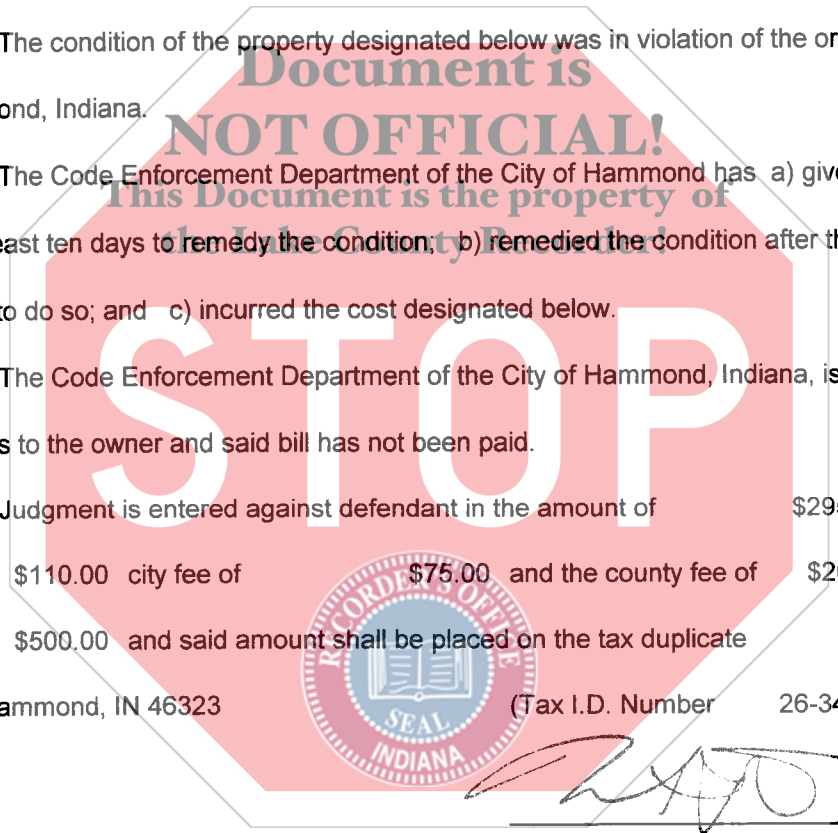 The condition of the property designated below was in violation of the or
Document is
ond, Indiana.
NOT OFFICIAL!
The Code Enforcement Department of the City of Hammond has a) give
This Document is the property of
east ten days to remedy the condition; b) remedied the condition after th
the Lake County Recorder!
to do so; and c) incurred the cost designated below.
STOP
The Code Enforcement Department of the City of Hammond, Indiana, is
s to the owner and said bill has not been paid.
Judgment is entered against defendant in the amount of $29
$110.00 city fee of $75.00 and the county fee of $2
$500.00 and said amount shall be placed on the tax duplicate
ammond, IN 46323 (Tax I.D. Number 26-34
RECORDER'S OFFICE
SEAL
INDIANA